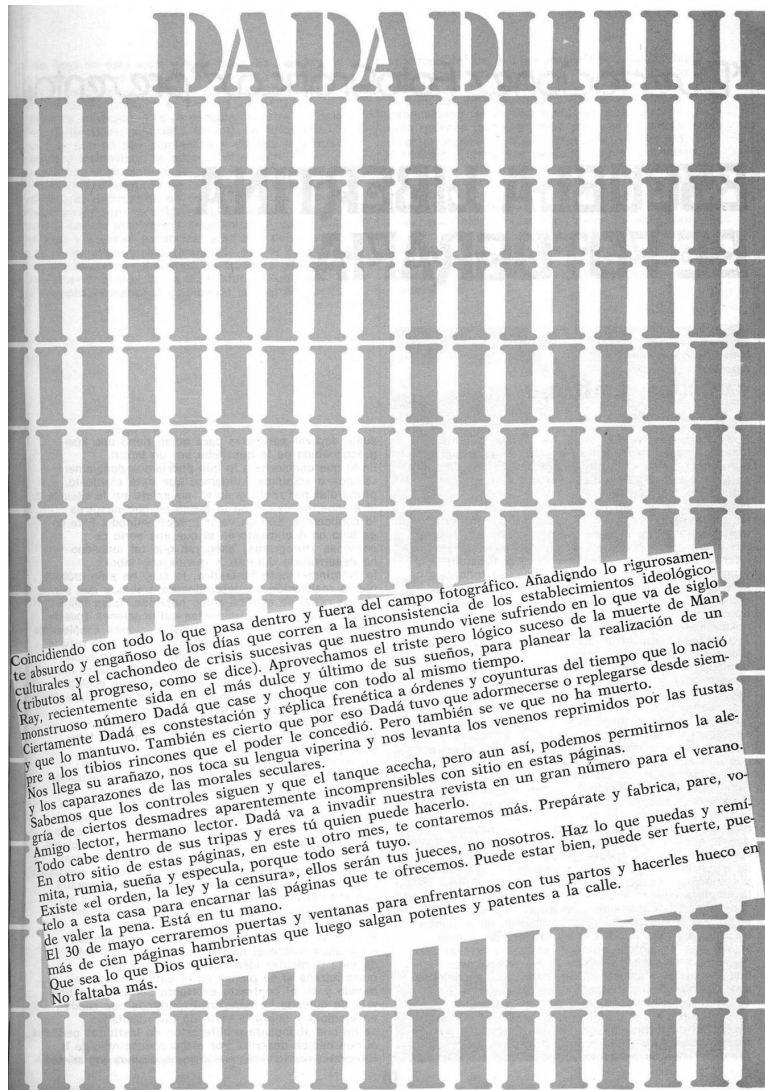 DADADIIIII
Coincidiendo con todo lo que pasa dentro y fuera del campo fotográfico. Añadiendo lo rigurosamen-
te absurdo y engañoso de los días que corren a la inconsistencia de los establecimientos ideológico-
culturales y el cachondeo de crisis sucesivas que nuestro mundo viene sufriendo en lo que va de siglo
(tributos al progreso, como se dice). Aprovechamos el triste pero lógico suceso de la muerte de Man
Ray, recientemente sida en el más dulce y último de sus sueños, para planear la realización de un
monstruoso número Dadá que case y choque con todo al mismo tiempo.
Ciertamente Dadá es constestación y réplica frenética a órdenes y coyunturas del tiempo que lo nació
y que lo mantuvo. También es cierto que por eso Dadá tuvo que adormecerse o replegarse desde siem-
pre a los tibios rincones que el poder le concedió. Pero también se ve que no ha muerto.
Nos llega su arañazo, nos toca su lengua viperina y nos levanta los venenos reprimidos por las fustas
y los caparazones de las morales seculares.
Sabemos que los controles siguen y que el tanque acecha, pero aun así, podemos permitirnos la ale-
gría de ciertos desmadres aparentemente incomprensibles con sitio en estas páginas.
Amigo lector, hermano lector. Dadá va a invadir nuestra revista en un gran número para el verano.
Todo cabe dentro de sus tripas y eres tú quien puede hacerlo.
En otro sitio de estas páginas, en este u otro mes, te contaremos más. Prepárate y fabrica, pare, vo-
mita, rumia, sueña y especula, porque todo será tuyo.
Existe «el orden, la ley y la censura», ellos serán tus jueces, no nosotros. Haz lo que puedas y remí-
telo a esta casa para encarnar las páginas que te ofrecemos. Puede estar bien, puede ser fuerte, pue-
de valer la pena. Está en tu mano.
El 30 de mayo cerraremos puertas y ventanas para enfrentarnos con tus partos y hacerles hueco en
más de cien páginas hambrientas que luego salgan potentes y patentes a la calle.
Que sea lo que Dios quiera.
No faltaba más.